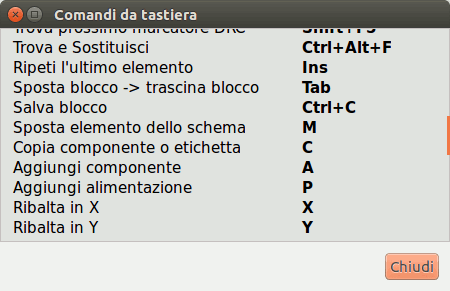 Comandi da tastiera
Trova prossimo marcatore DRC Shift+F5
Trova e Sostituisci Ctrl+Alt+F
Ripeti l'ultimo elemento Ins
Sposta blocco -> trascina blocco Tab
Salva blocco Ctrl+C
Sposta elemento dello schema M
Copia componente o etichetta C
Aggiungi componente A
Aggiungi alimentazione P
Ribalta in X X
Ribalta in Y Y
Chiudi